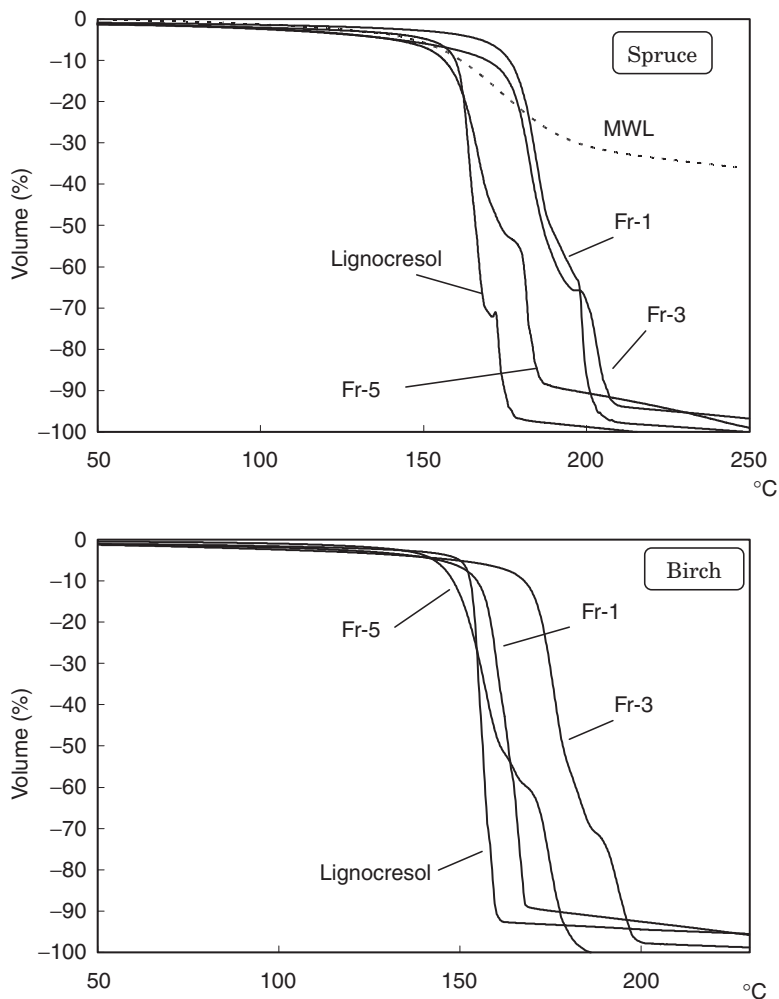 Spruce
0
−10
−20
−30
−40
−50
−60
−70
−80
−90
−100
Volume (%)
MWL
Fr-1
Lignocresol
Fr-3
Fr-5
50
100
150
200
250
°C
Birch
0
−10
−20
−30
−40
−50
−60
−70
−80
−90
−100
Volume (%)
Fr-5
Fr-1
Fr-3
Lignocresol
50
100
150
200
°C